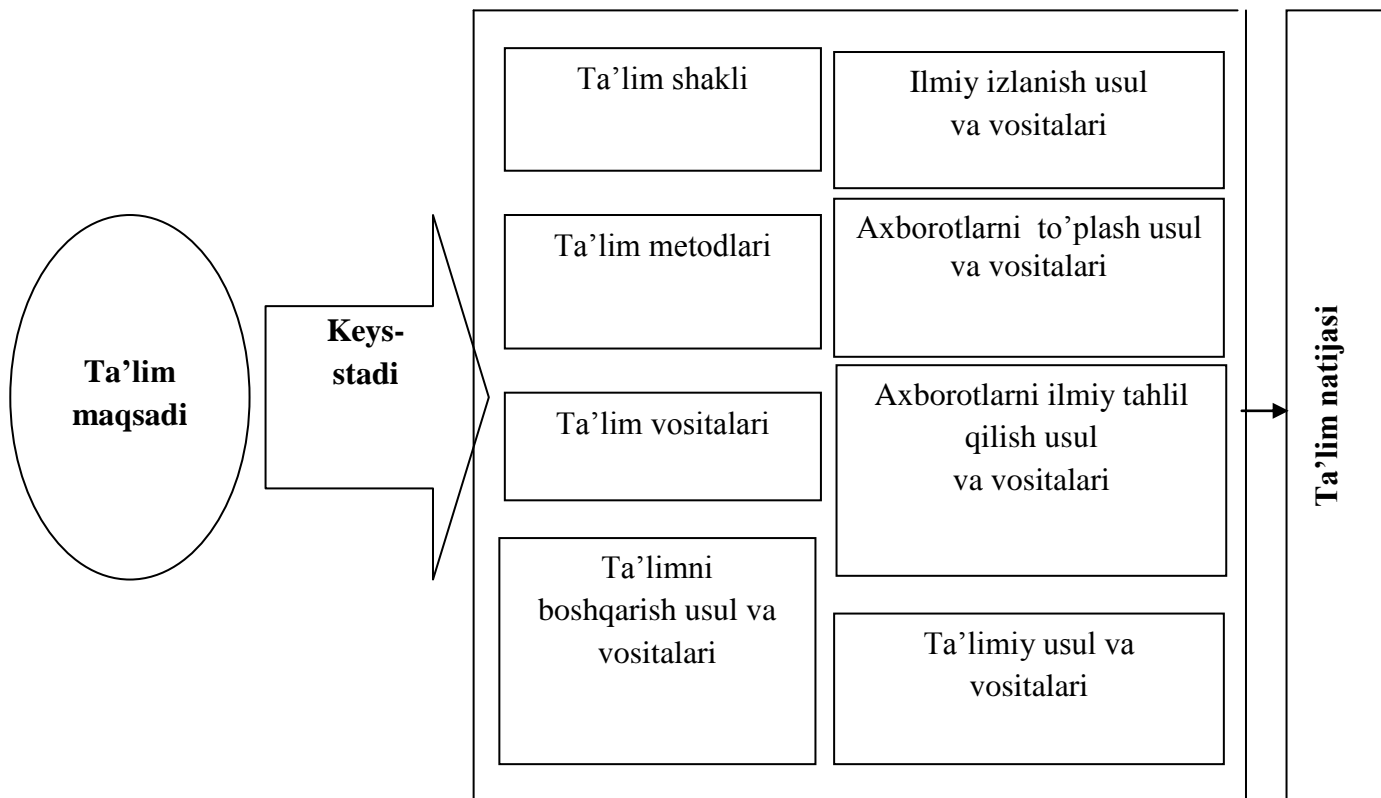 Ta’lim
maqsadi
Keys-
stadi
Ta’lim shakli
Ta’lim metodlari
Ta’lim vositalari
Ta’limni
boshqarish usul va
vositalari
Ilmiy izlanish usul
va vositalari
Axborotlarni to’plash usul
va vositalari
Axborotlarni ilmiy tahlil
qilish usul
va vositalari
Ta’limiy usul va
vositalari
Ta’lim natijasi